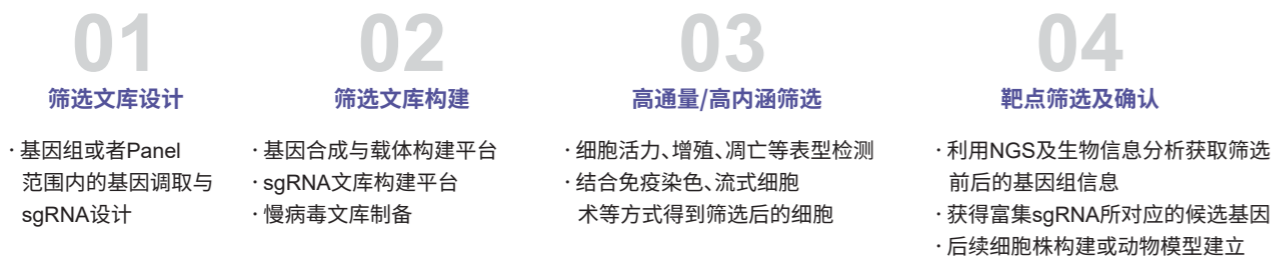 01
筛选文库设计
· 基因组或者Panel
范围内的基因调取与
sgRNA设计
02
筛选文库构建
· 基因合成与载体构建平台
· sgRNA文库构建平台
· 慢病毒文库制备
03
高通量/高内涵筛选
· 细胞活力、增殖、凋亡等表型检测
· 结合免疫染色、流式细胞
术等方式得到筛选后的细胞
04
靶点筛选及确认
· 利用NGS及生物信息分析获取筛选
前后的基因组信息
· 获得富集sgRNA所对应的候选基因
· 后续细胞株构建或动物模型建立